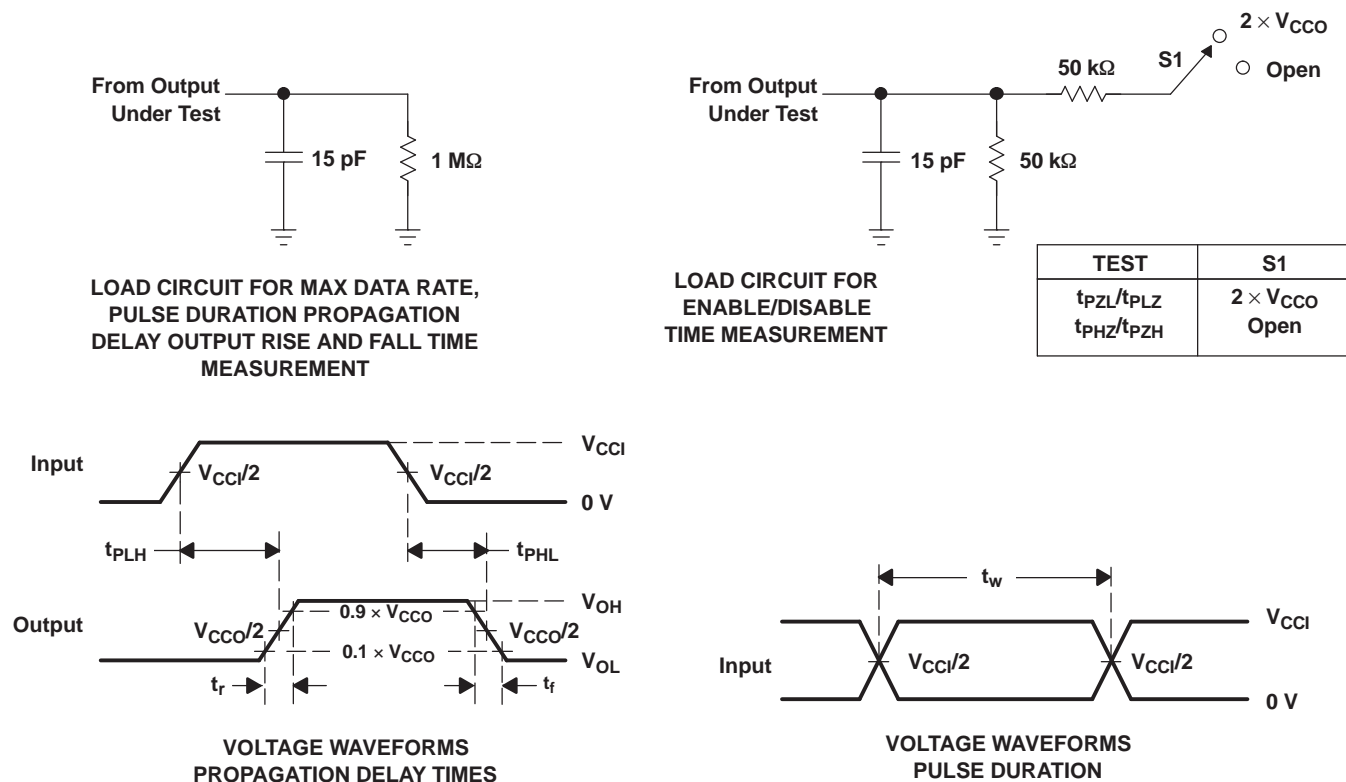 From Output
Under Test
15 pF
1 MΩ
LOAD CIRCUIT FOR MAX DATA RATE,
PULSE DURATION PROPAGATION
DELAY OUTPUT RISE AND FALL TIME
MEASUREMENT
From Output
Under Test
15 pF
50 kΩ
50 kΩ
S1
2 × VCCO
Open
LOAD CIRCUIT FOR
ENABLE/DISABLE
TIME MEASUREMENT
TEST S1
tPZL/tPLZ 2 × VCCO
tPHZ/tPZH Open
Input
VCCI/2
VCCI/2
VCCI
0 V
tPLH
tPHL
Output
VCCO/2
0.9 × VCCO
0.1 × VCCO
VCCO/2
VOH
VOL
tr
tf
VOLTAGE WAVEFORMS
PROPAGATION DELAY TIMES
tw
Input
VCCI/2
VCCI/2
VCCI
0 V
VOLTAGE WAVEFORMS
PULSE DURATION